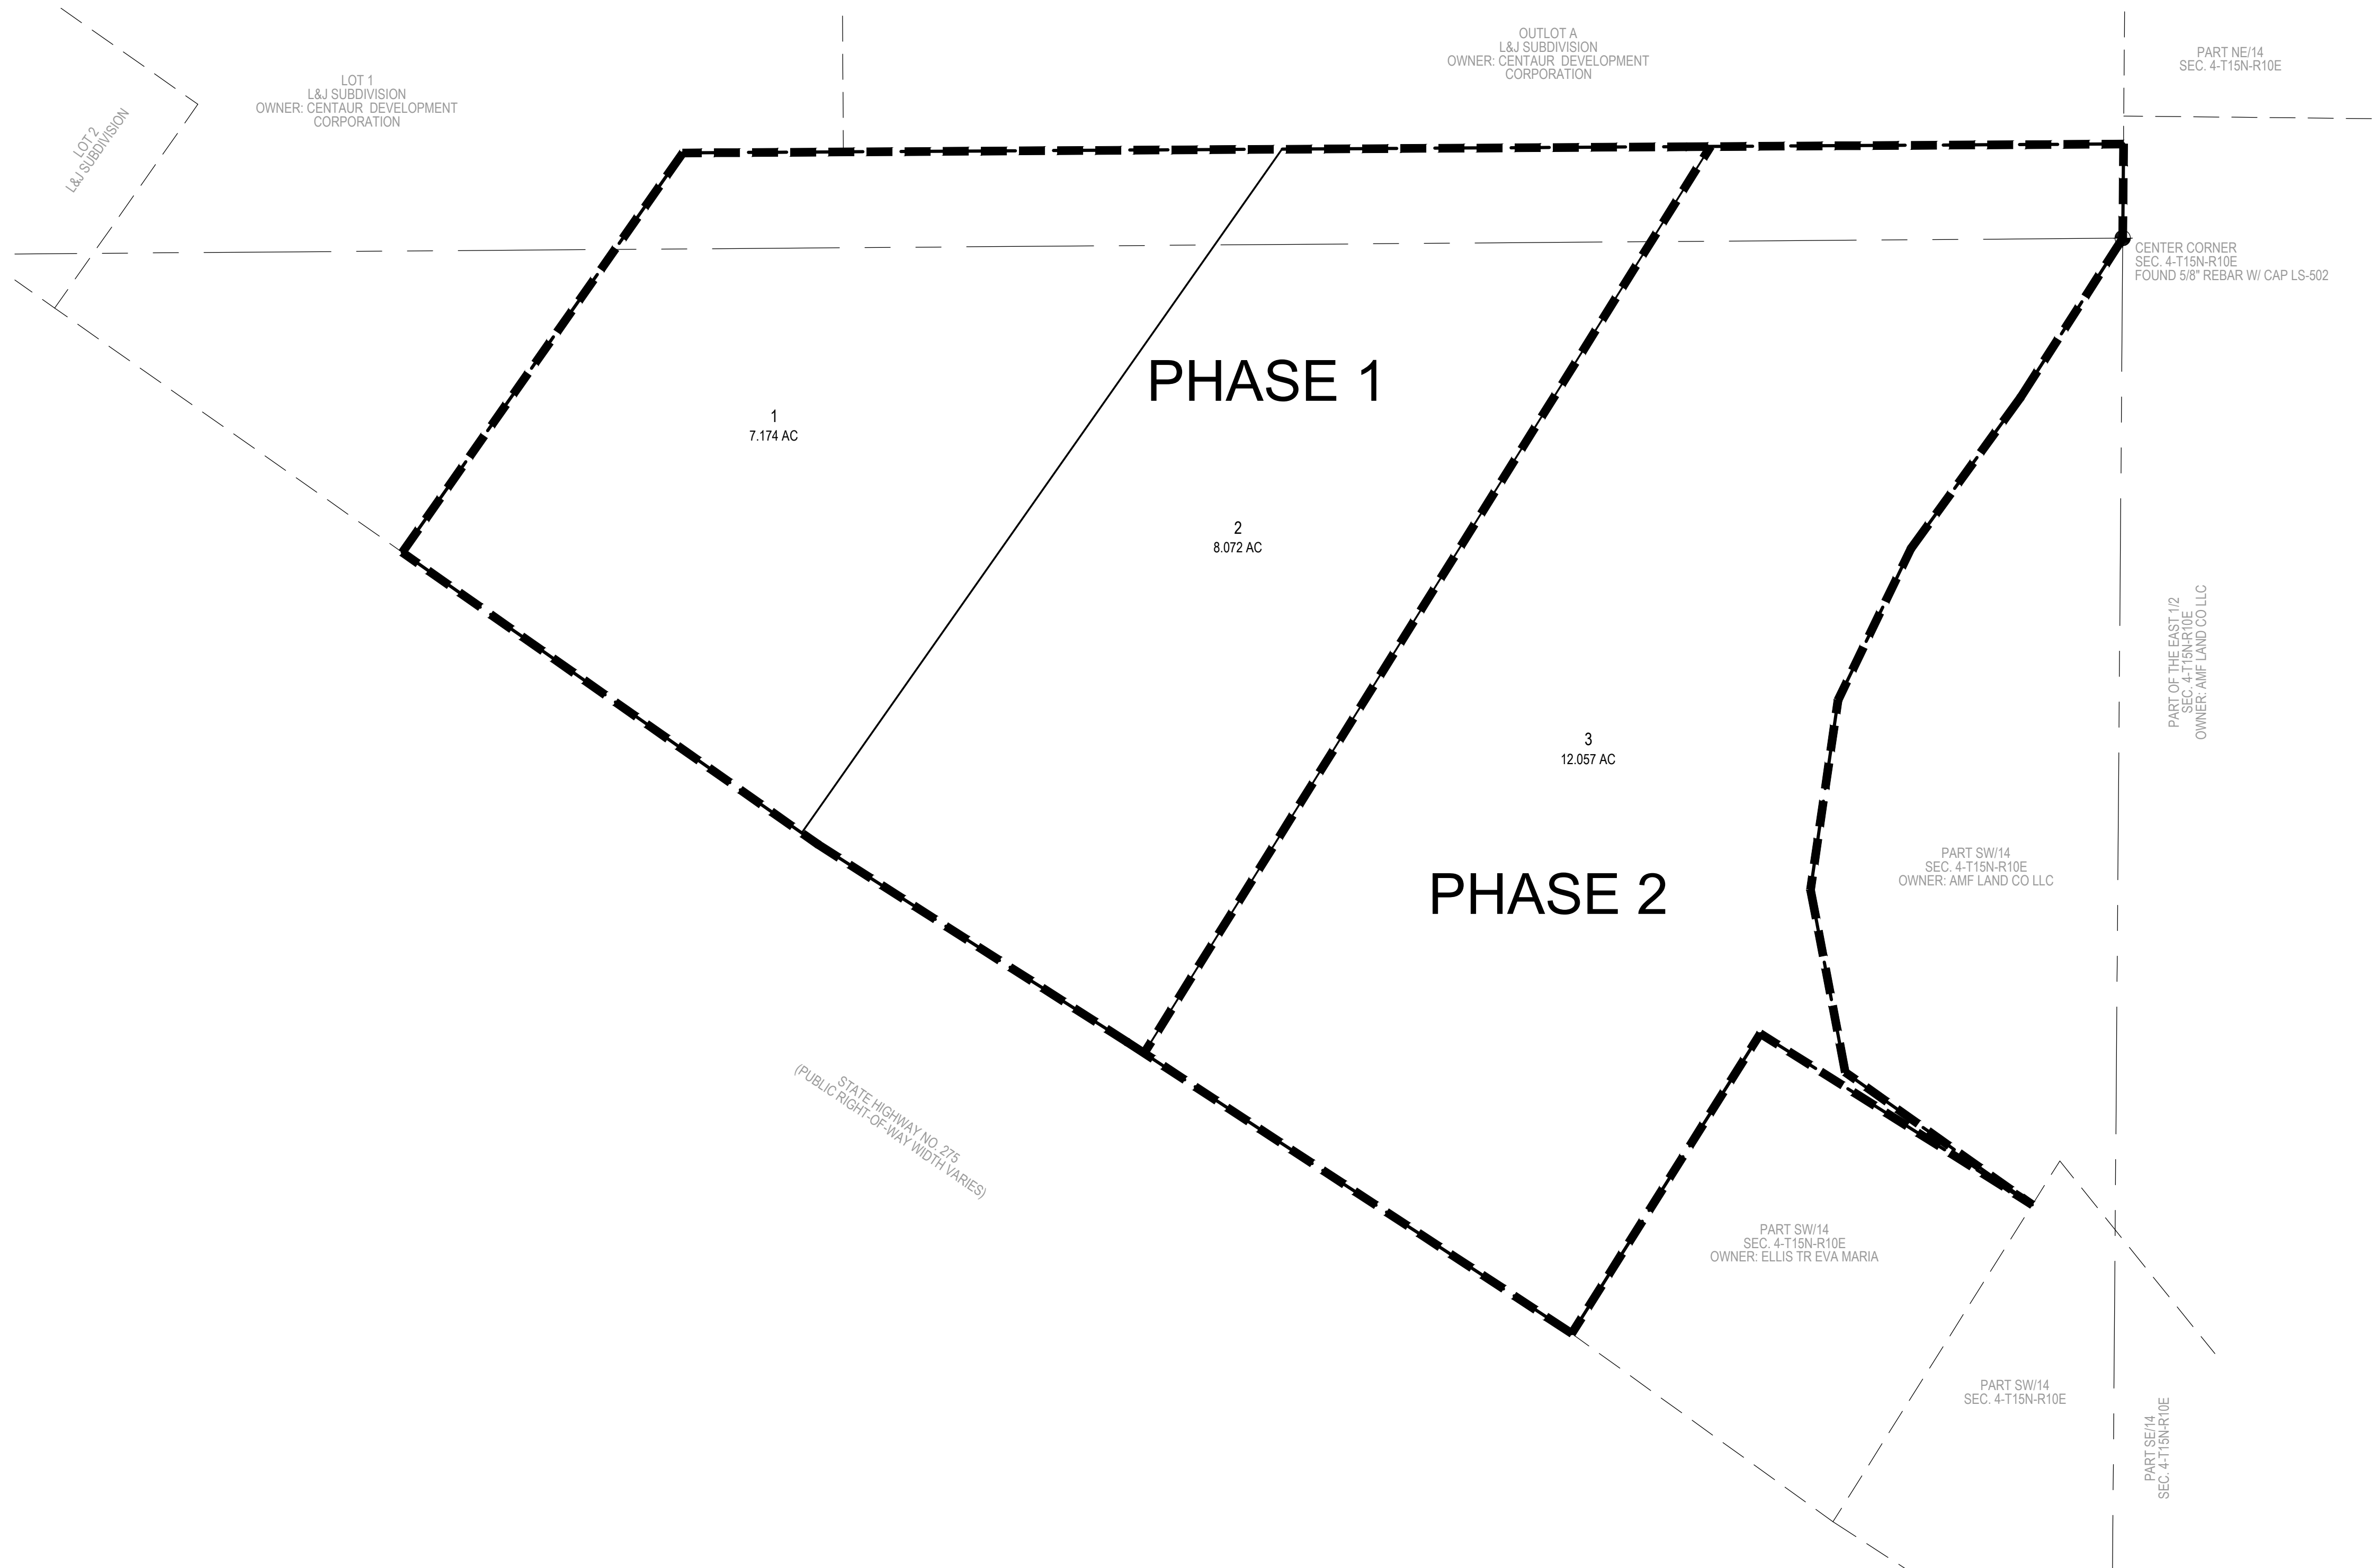 OUTLOT A
L&J SUBDIVISION
OWNER: CENTAUR DEVELOPMENT
CORPORATION
PART NE/14
SEC. 4-T15N-R10E
LOT 1
L&J SUBDIVISION
OWNER: CENTAUR DEVELOPMENT
CORPORATION
LOT 2
L&J SUBDIVISION
CENTER CORNER
SEC. 4-T15N-R10E
FOUND 5/8" REBAR W/ CAP LS-502
PHASE 1
1
7.174 AC
2
8.072 AC
PART OF THE EAST 1/2
SEC. 4-T15N-R10E
OWNER: AMF LAND CO LLC
3
12.057 AC
PHASE 2
PART SW/14
SEC. 4-T15N-R10E
OWNER: AMF LAND CO LLC
STATE HIGHWAY NO. 275
(PUBLIC RIGHT-OF-WAY WIDTH VARIES)
PART SW/14
SEC. 4-T15N-R10E
OWNER: ELLIS TR EVA MARIA
PART SW/14
SEC. 4-T15N-R10E
PART SE/14
SEC. 4-T15N-R10E